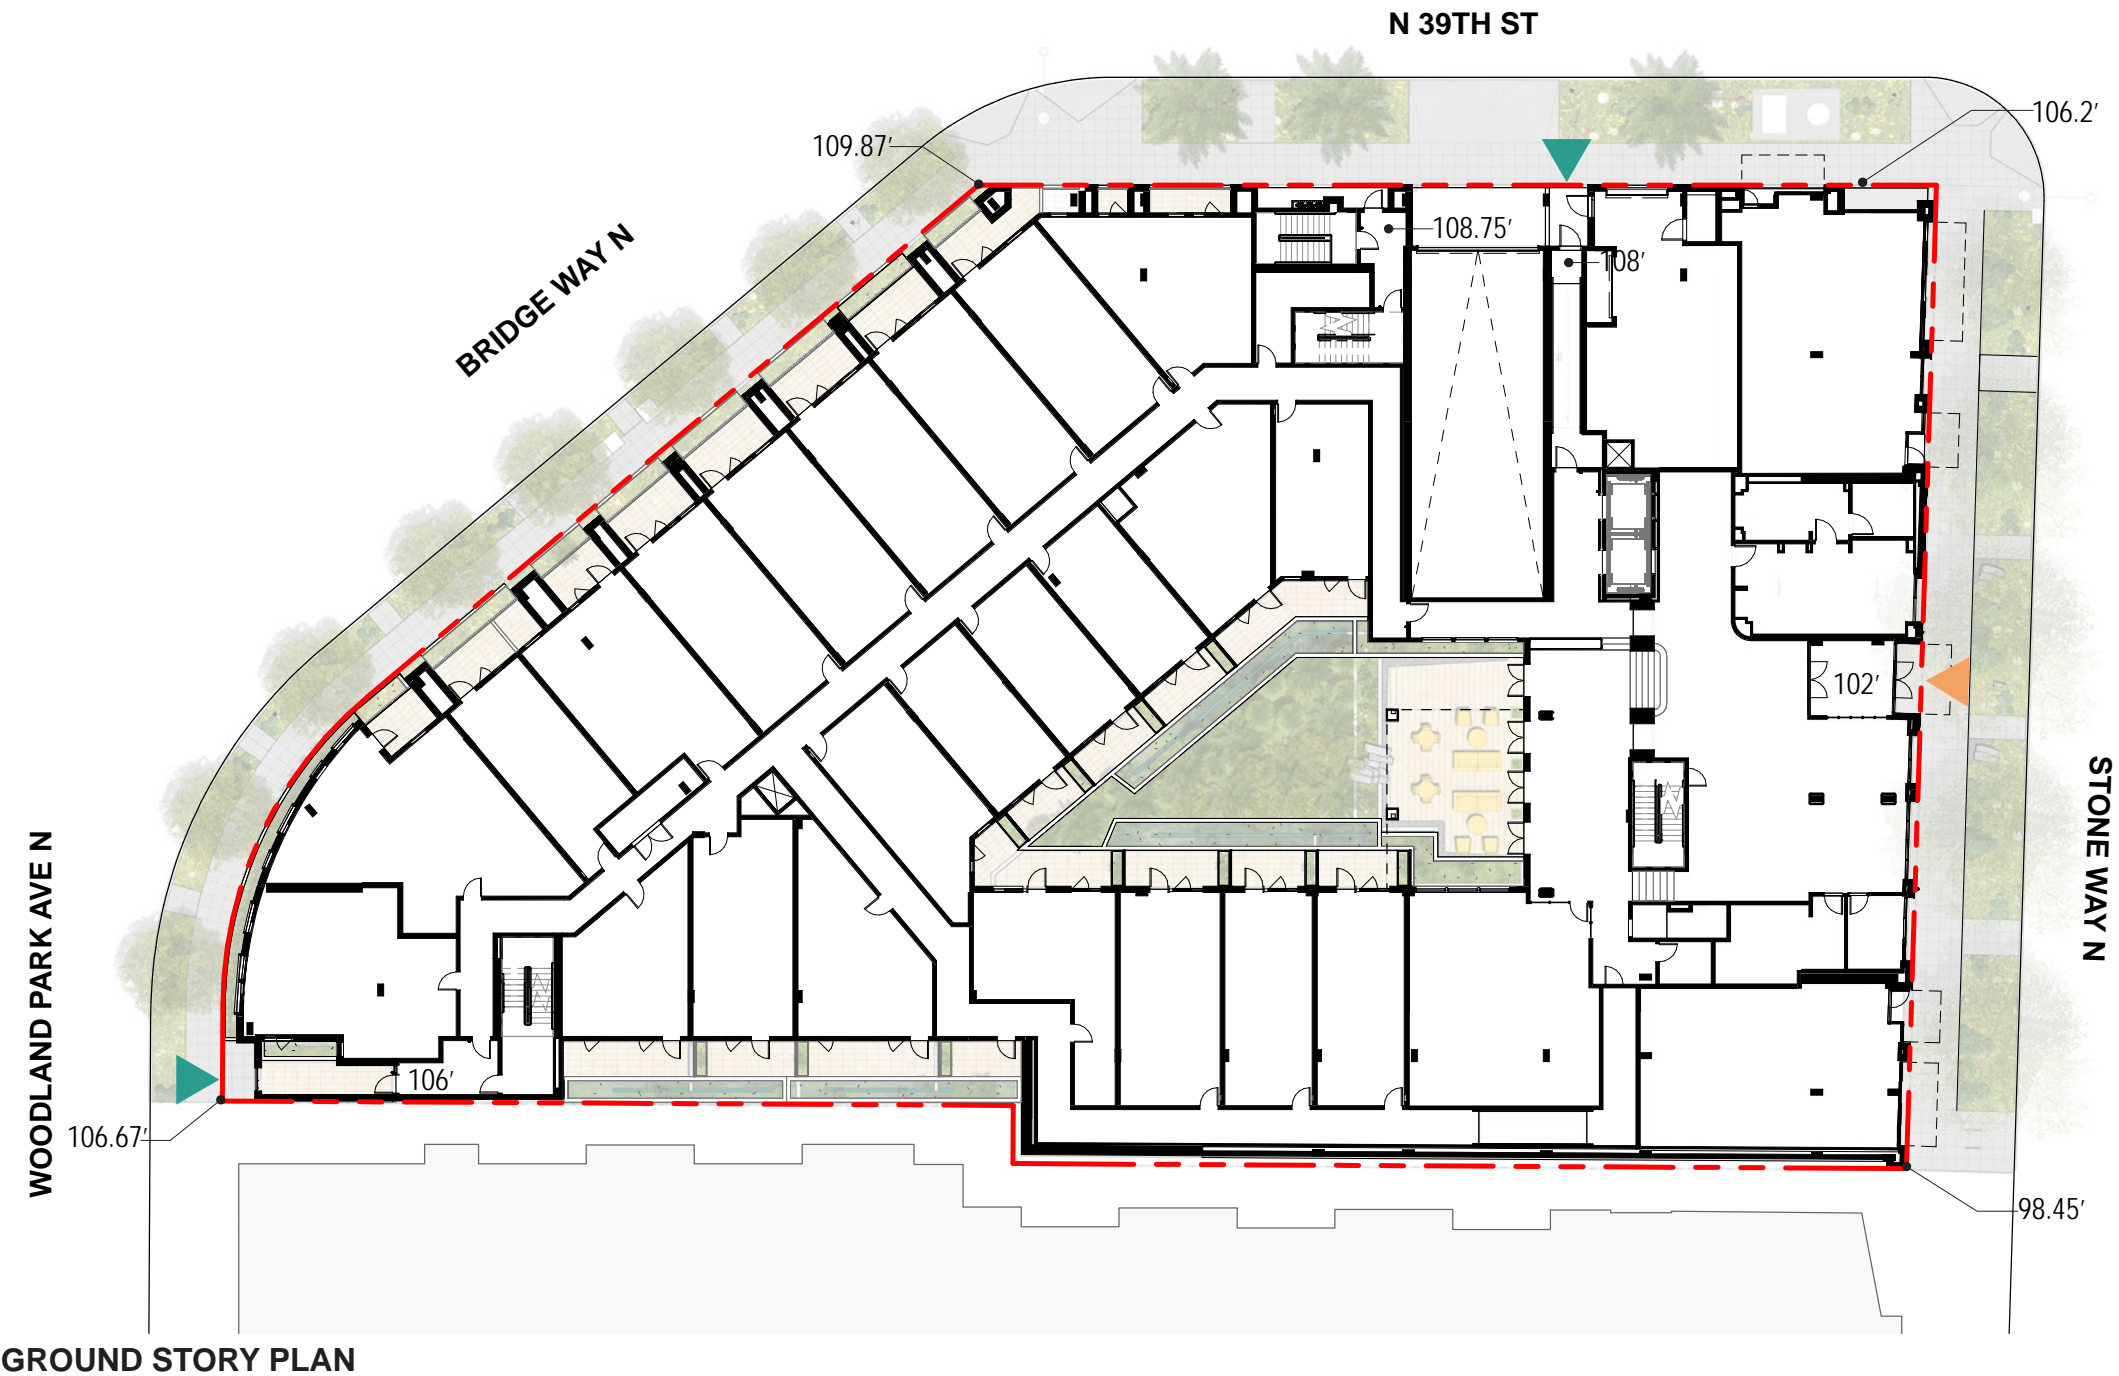 N 39TH ST
106.2'
109.87'
108.75'
108'
BRIDGE WAY N
102'
STONE WAY N
WOODLAND PARK AVE N
106'
106.67'
98.45'
GROUND STORY PLAN